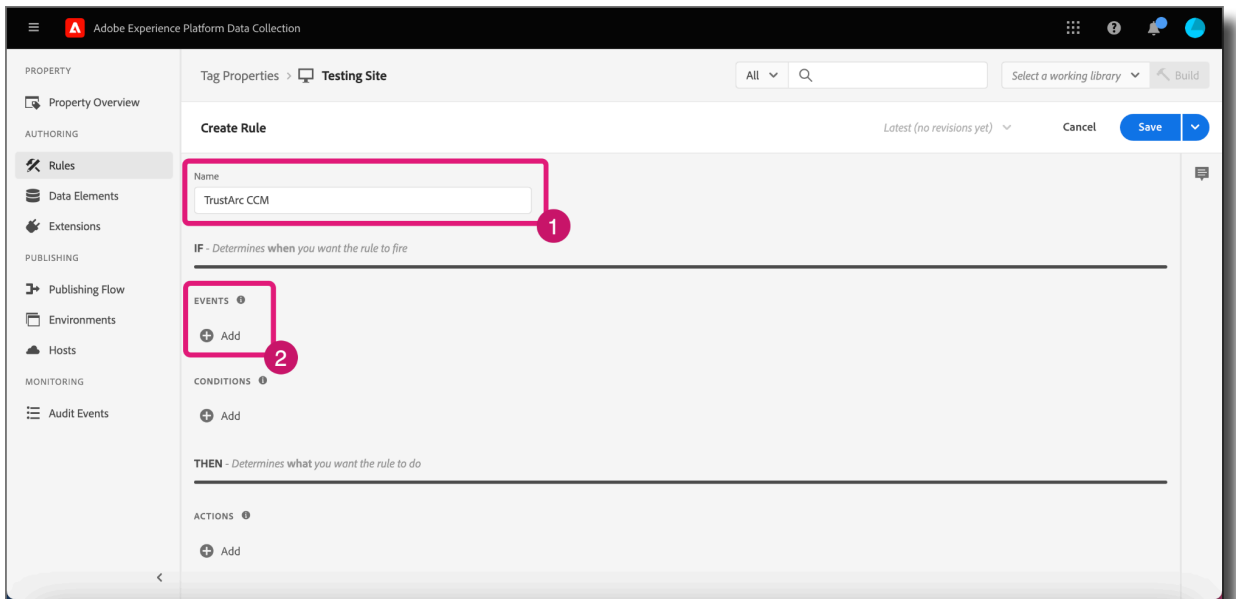 Adobe Experience Platform Data Collection
PROPERTY
Property Overview
AUTHORING
Rules
Data Elements
Extensions
PUBLISHING
Publishing Flow
Environments
Hosts
MONITORING
Audit Events
Tag Properties > Testing Site
All
Select a working library
Build
Create Rule
Latest (no revisions yet)
Cancel
Save
Name
TrustArc CCM
1
IF - Determines when you want the rule to fire
EVENTS
Add
2
CONDITIONS
Add
THEN - Determines what you want the rule to do
ACTIONS
Add